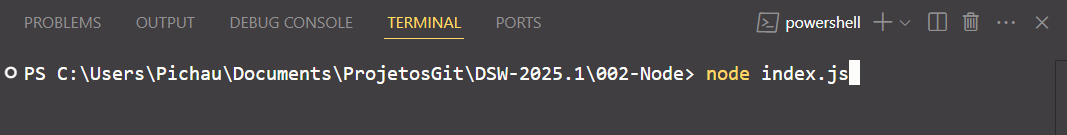 PROBLEMS OUTPUT DEBUG CONSOLE TERMINAL PORTS powershell
PS C:\Users\Pichau\Documents\ProjetosGit\DSW-2025.1\002-Node> node index.js